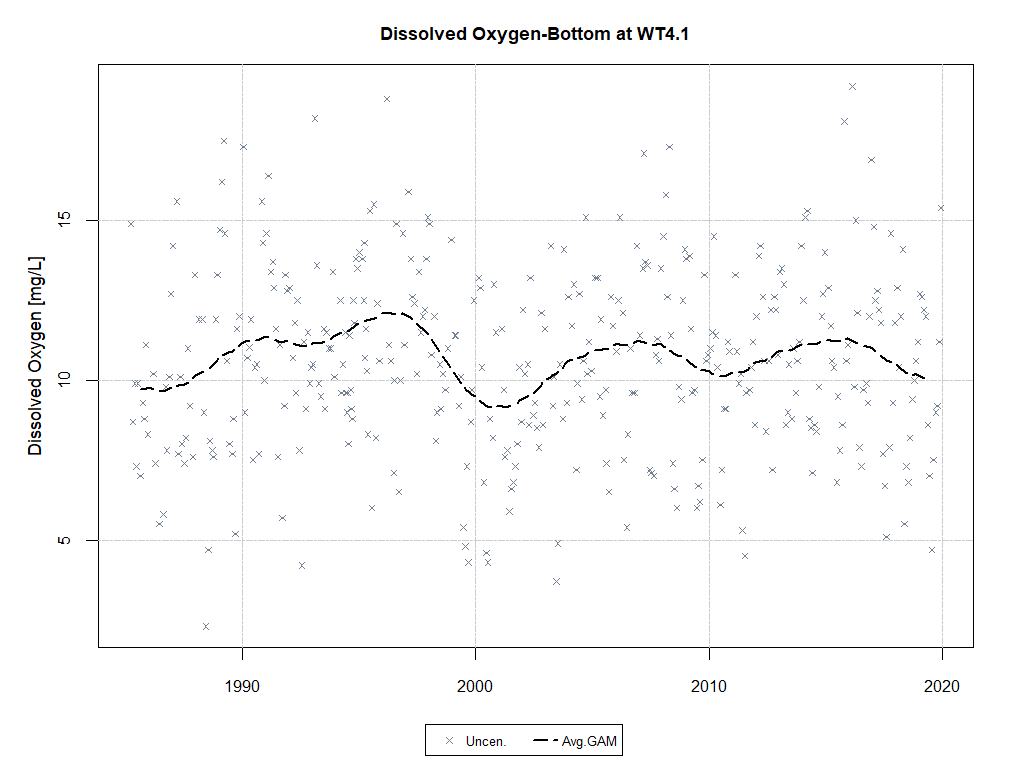 Dissolved Oxygen-Bottom at WT4.1
Dissolved Oxygen [mg/L]
15
10
5
1990 2000 2010 2020
Uncen. Avg.GAM